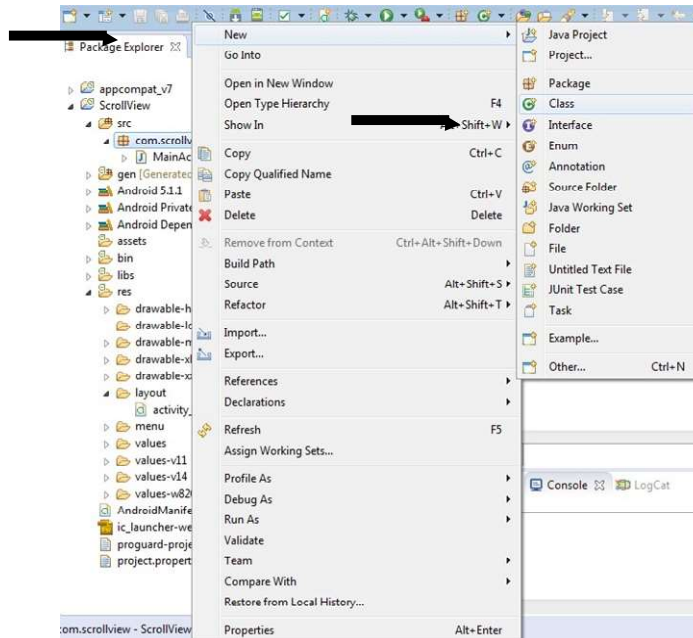 Package Explorer
appcompat_v7
ScrollView
src
com.scrollv
MainAc
gen [Generated
Android 5.1.1
Android Private
Android Depen
assets
bin
libs
res
drawable-h
drawable-ld
drawable-m
drawable-xl
drawable-xx
layout
activity_
menu
values
values-v11
values-v14
values-w820
AndroidManife
ic_launcher-we
proguard-proje
project.propert
New
Go Into
Open in New Window
Open Type Hierarchy F4
Show In Shift+W
Copy Ctrl+C
Copy Qualified Name
Paste Ctrl+V
Delete Delete
Remove from Context Ctrl+Alt+Shift+Down
Build Path
Source Alt+Shift+S
Refactor Alt+Shift+T
Import...
Export...
References
Declarations
Refresh F5
Assign Working Sets...
Profile As
Debug As
Run As
Validate
Team
Compare With
Restore from Local History...
Properties Alt+Enter
Java Project
Project...
Package
Class
Interface
Enum
Annotation
Source Folder
Java Working Set
Folder
File
Untitled Text File
JUnit Test Case
Task
Example...
Other... Ctrl+N
Console LogCat
com.scrollview - ScrollView